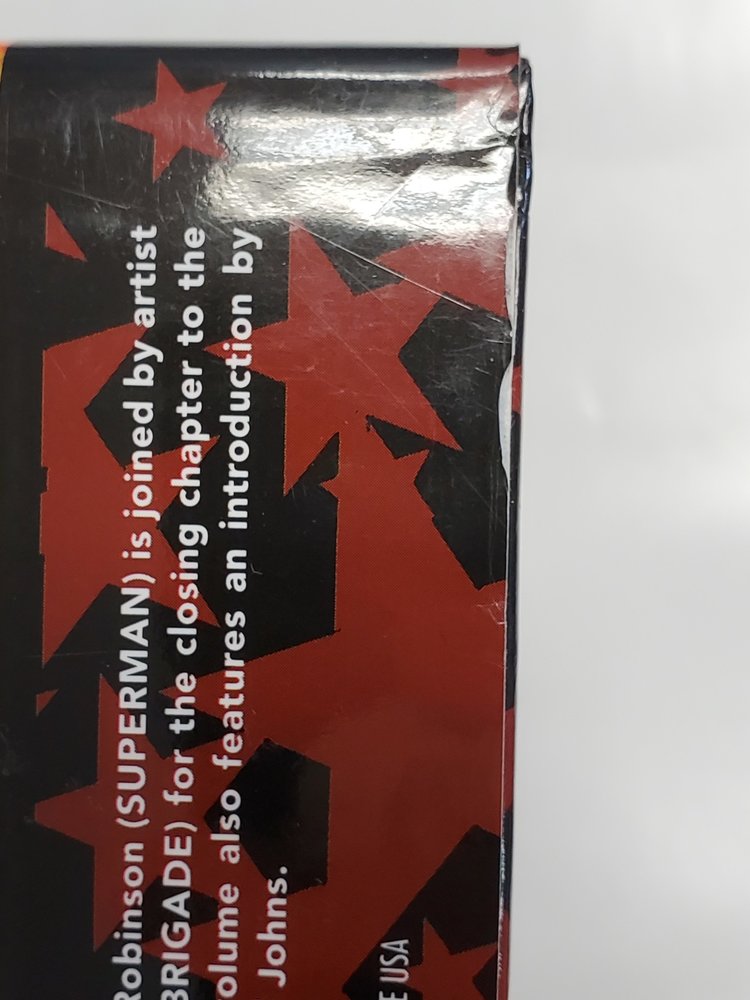 Robinson (SUPERMAN) is joined by artist
BRIGADE) for the closing chapter to the
olume also features an introduction by
Johns.
E USA